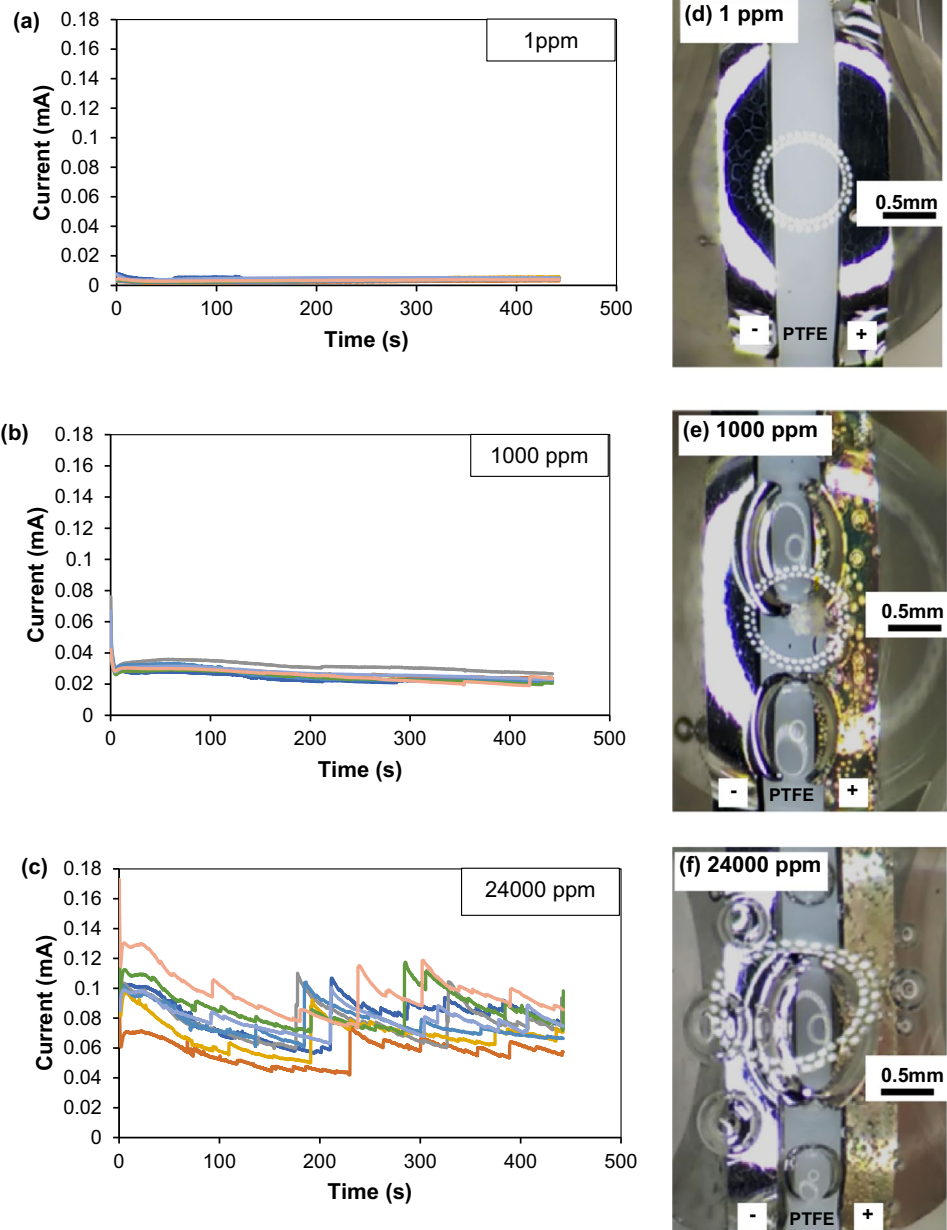 (a)
0.18
0.16
0.14
0.12
0.1
0.08
0.06
0.04
0.02
0
Current (mA)
1ppm
0 100 200 300 400 500
Time (s)
(d) 1 ppm
0.5mm
- PTFE +
(b)
0.18
0.16
0.14
0.12
0.1
0.08
0.06
0.04
0.02
0
Current (mA)
1000 ppm
0 100 200 300 400 500
Time (s)
(e) 1000 ppm
0.5mm
- PTFE +
(c)
0.18
0.16
0.14
0.12
0.1
0.08
0.06
0.04
0.02
0
Current (mA)
24000 ppm
0 100 200 300 400 500
Time (s)
(f) 24000 ppm
0.5mm
- PTFE +